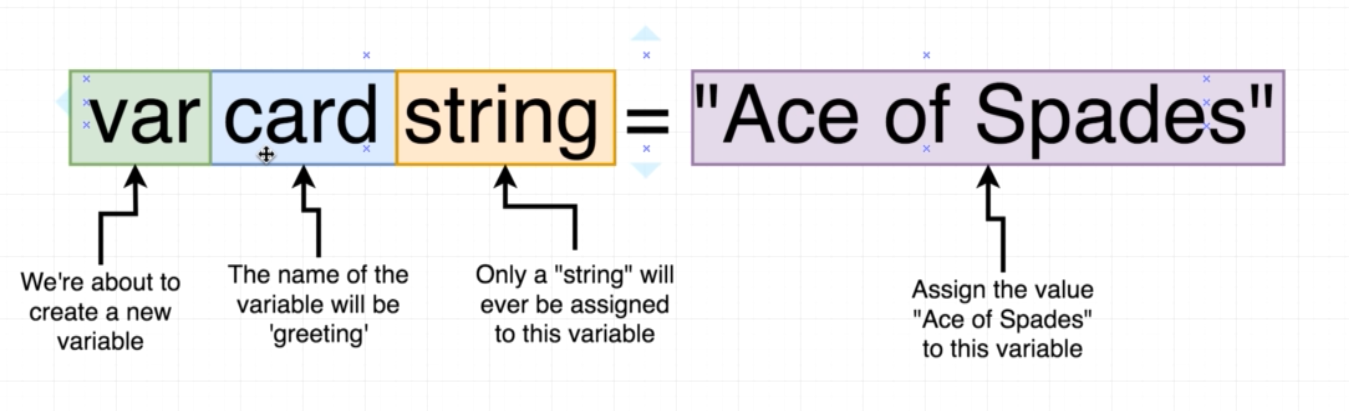 var card string = "Ace of Spades"
We're about to
create a new
variable
The name of the
variable will be
'greeting'
Only a "string" will
ever be assigned
to this variable
Assign the value
"Ace of Spades"
to this variable